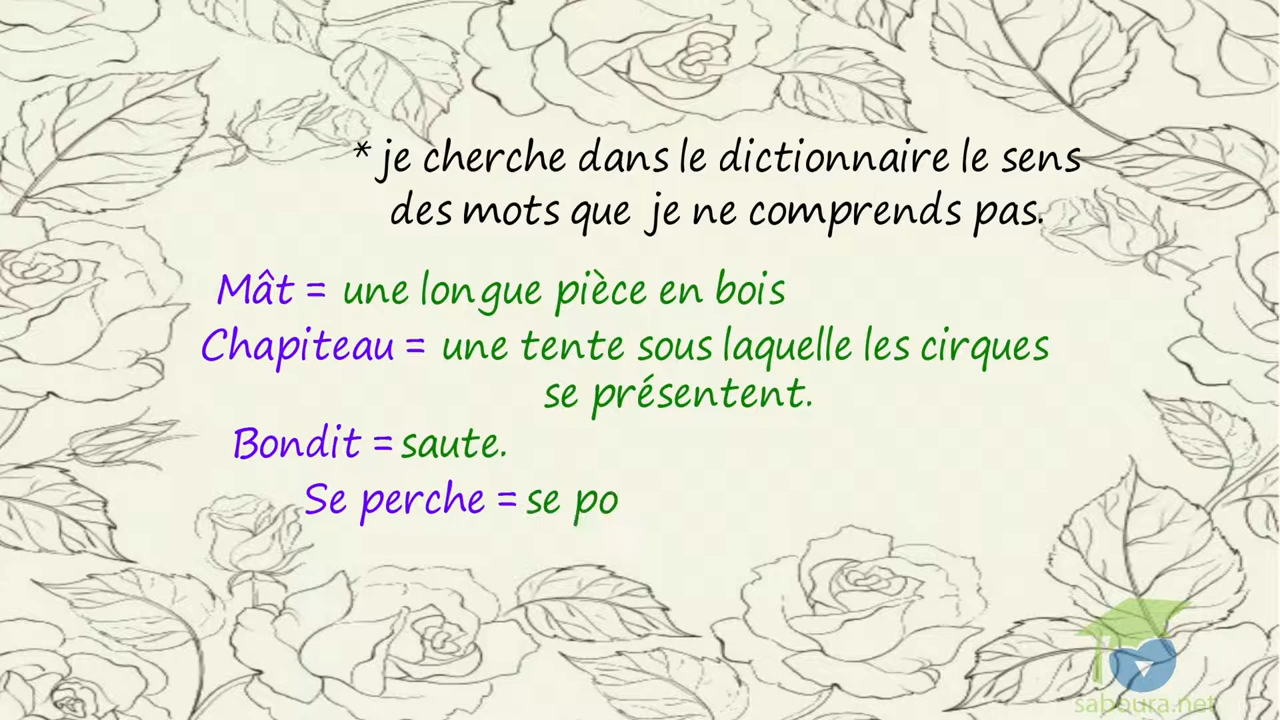 * je cherche dans le dictionnaire le sens
des mots que je ne comprends pas.
Mât = une longue pièce en bois
Chapiteau = une tente sous laquelle les cirques
se présentent.
Bondit = saute.
Se perche = se po
saboura.net